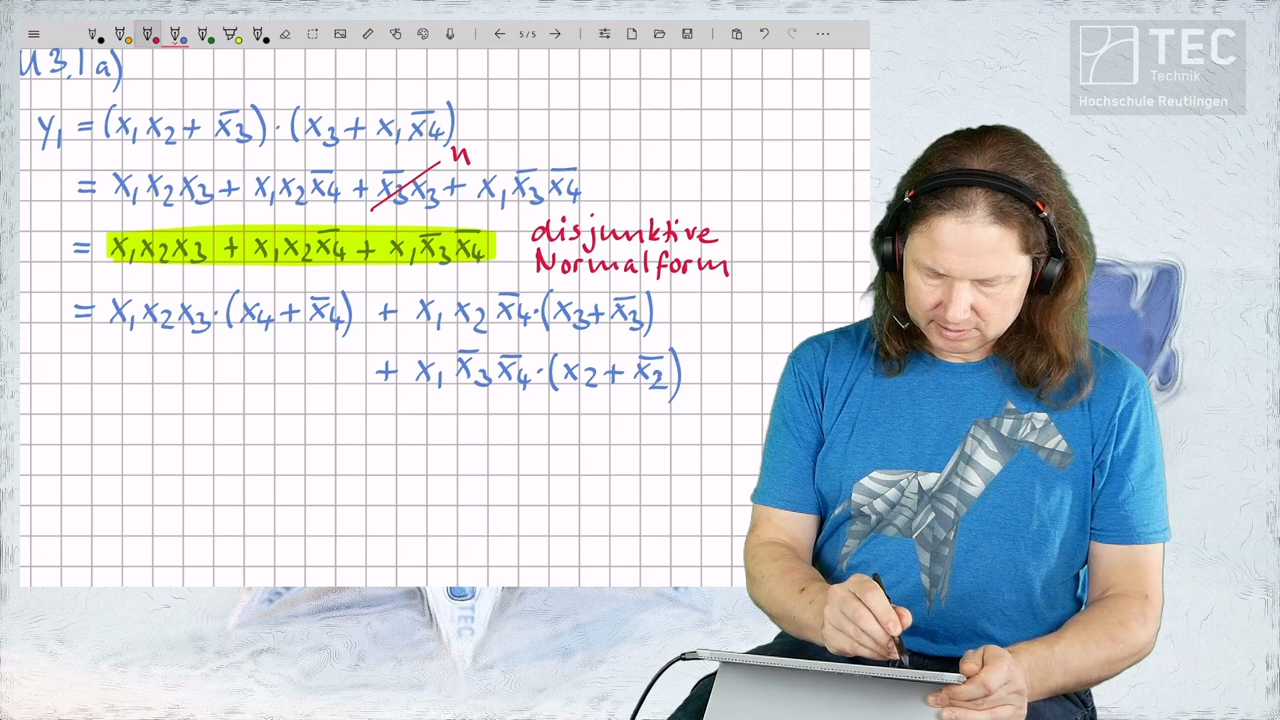 5/5
Ü 3.1 a)
y₁ = (x₁x₂ + x̅₃)·(x₃ + x₁x̅₄)
= x₁x₂x₃ + x₁x₂x̅₄ + x̅₃x₃ + x₁x̅₃x̅₄
= x₁x₂x₃ + x₁x₂x̅₄ + x₁x̅₃x̅₄
disjunktive
Normalform
= x₁x₂x₃·(x₄ + x̅₄) + x₁x₂x̅₄·(x₃ + x̅₃)
+ x₁x̅₃x̅₄·(x₂ + x̅₂)
TEC
Technik
Hochschule Reutlingen
TEC